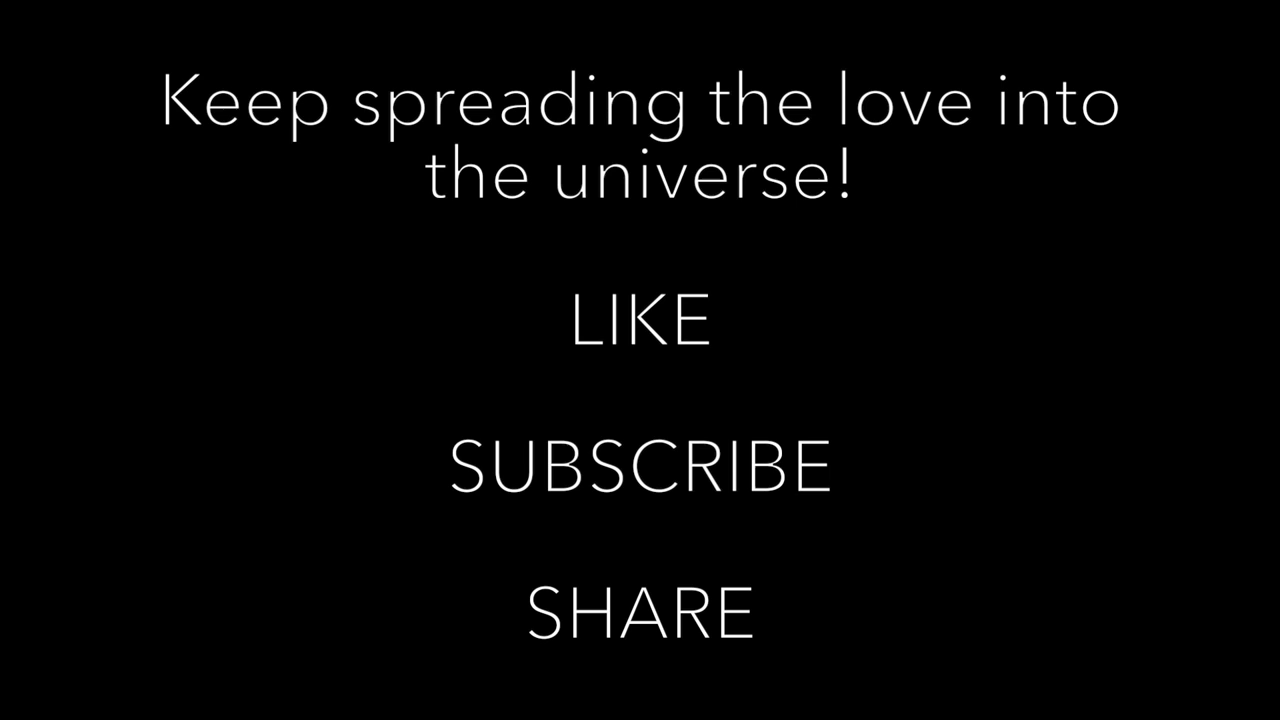 Keep spreading the love into
the universe!
LIKE
SUBSCRIBE
SHARE